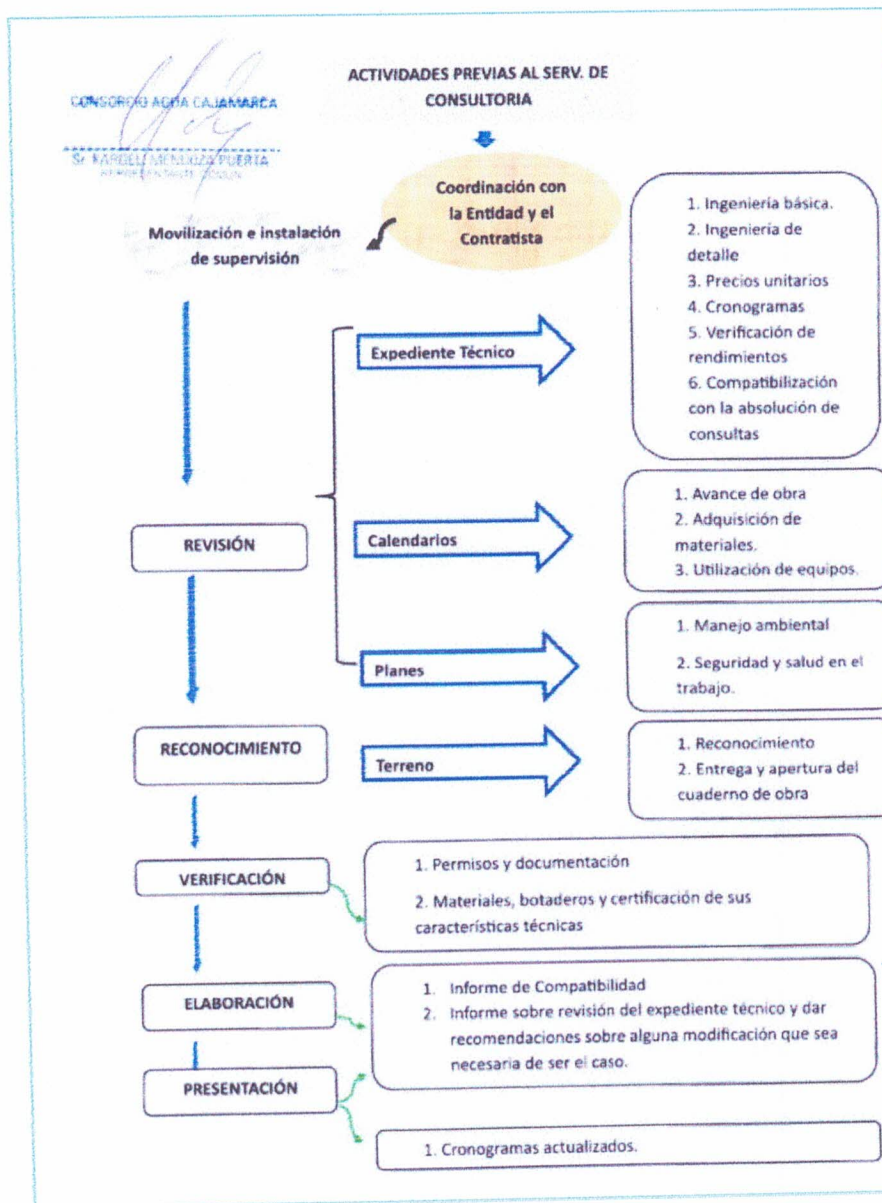 ACTIVIDADES PREVIAS AL SERV. DE
CONSULTORIA
CONSORCIO AGUA CAJAMARCA
Sr. KARDELI MENDOZA PUERTA
REPRESENTANTE COMUN
Coordinación con
la Entidad y el
Contratista
Movilización e instalación
de supervisión
1. Ingeniería básica.
2. Ingeniería de
detalle
3. Precios unitarios
4. Cronogramas
5. Verificación de
rendimientos
6. Compatibilización
con la absolución de
consultas
Expediente Técnico
REVISIÓN
Calendarios
1. Avance de obra
2. Adquisición de
materiales.
3. Utilización de equipos.
Planes
1. Manejo ambiental
2. Seguridad y salud en el
trabajo.
RECONOCIMIENTO
Terreno
1. Reconocimiento
2. Entrega y apertura del
cuaderno de obra
VERIFICACIÓN
1. Permisos y documentación
2. Materiales, botaderos y certificación de sus
características técnicas
ELABORACIÓN
1. Informe de Compatibilidad
2. Informe sobre revisión del expediente técnico y dar
recomendaciones sobre alguna modificación que sea
necesaria de ser el caso.
PRESENTACIÓN
1. Cronogramas actualizados.